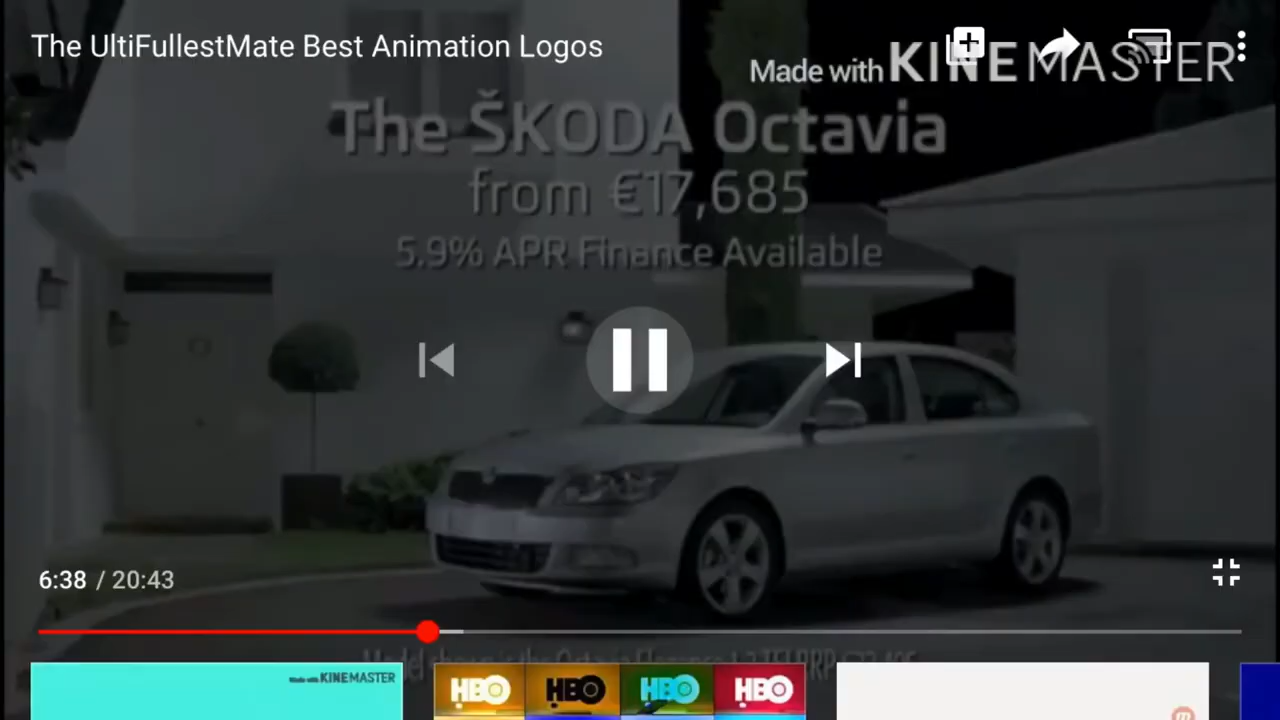 The UltiFullestMate Best Animation Logos
Made with KINEMASTER
The ŠKODA Octavia
from €17,685
5.9% APR Finance Available
6:38 / 20:43
Made with KINEMASTER
HBO HBO HBO HBO